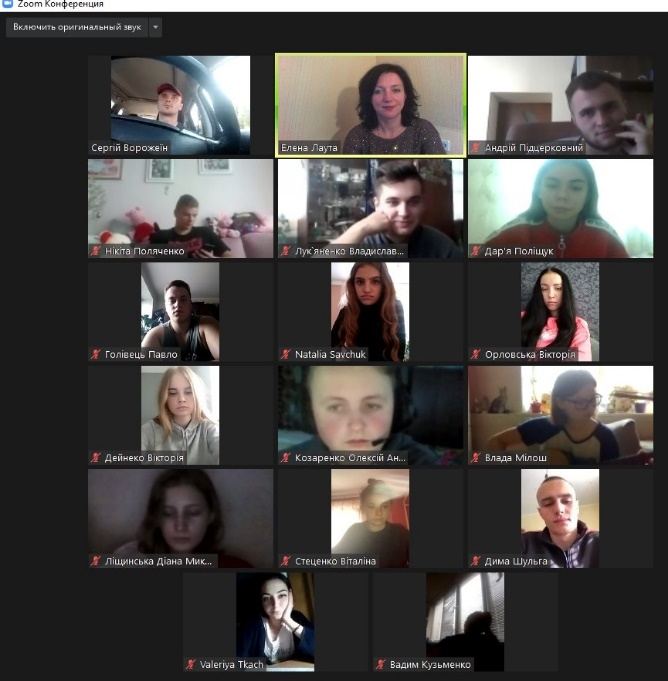 Zoom Конференция
Включить оригинальный звук
Сергій Ворожеїн
Елена Лаута
Андрій Підцерковний
Нікіта Поляченко
Лук'яненко Владислав...
Дар'я Поліщук
Голівець Павло
Natalia Savchuk
Орловська Вікторія
Дейнеко Вікторія
Козаренко Олексій Ан...
Влада Мілош
Ліщинська Діана Мик...
Стеценко Віталіна
Дима Шульга
Valeriya Tkach
Вадим Кузьменко